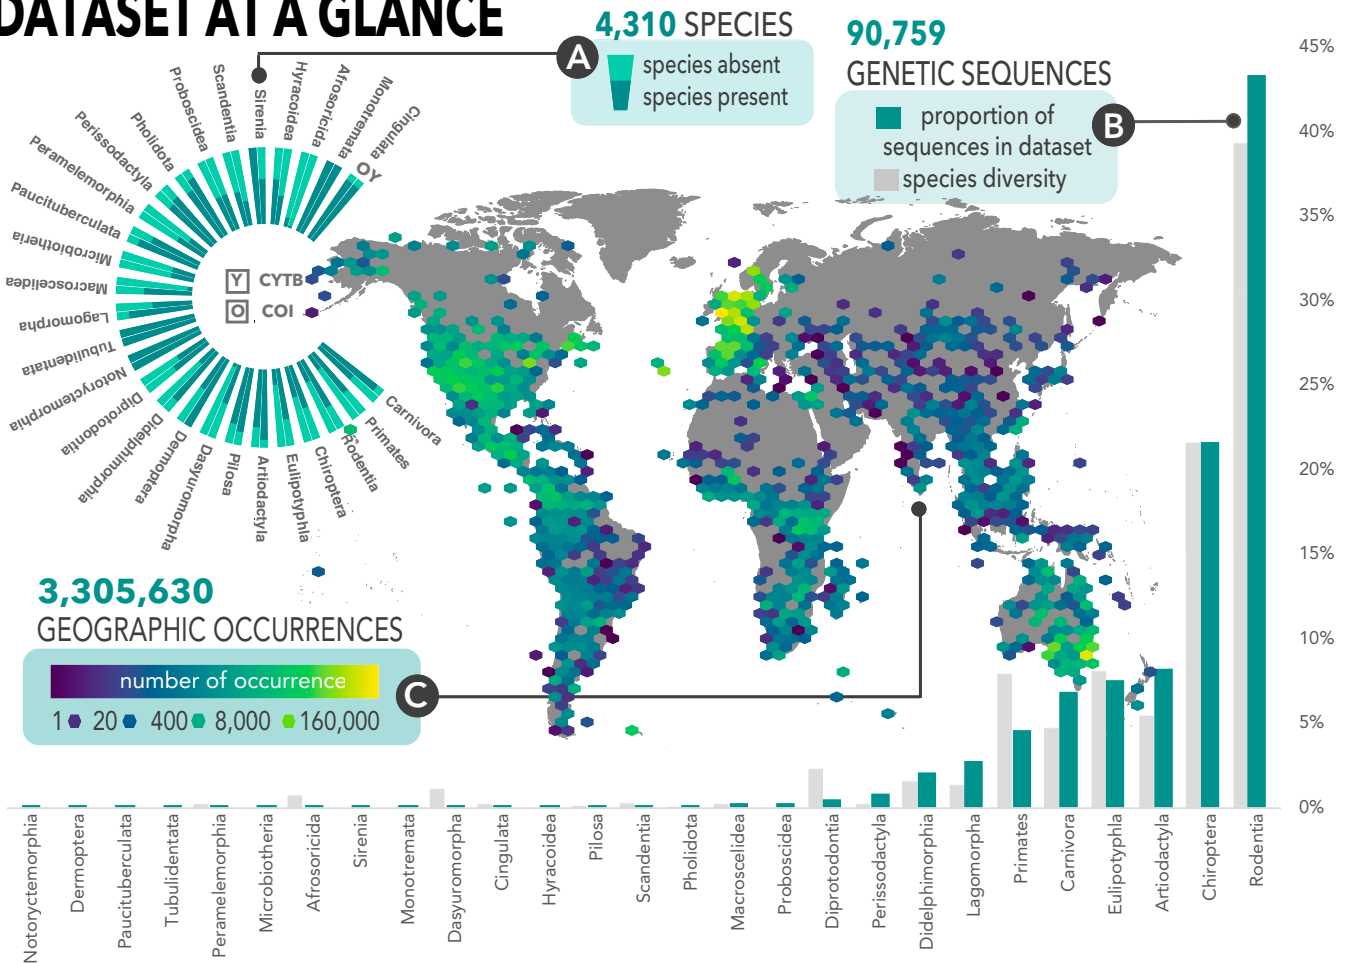 DATASET AT A GLANCE
A
4,310 SPECIES
species absent
species present
90,759
GENETIC SEQUENCES
proportion of
sequences in dataset
species diversity
B
Cingulata
Monotremata
Afrosoricida
Hyracoidea
Sirenia
Scandentia
Proboscidea
Pholidota
Perissodactyla
Peramelemorphia
Paucituberculata
Microbiotheria
Macroscelidea
Lagomorpha
Tubulidentata
Notoryctemorphia
Diprotodontia
Didelphimorphia
Dermoptera
Dasyuromorpha
Pilosa
Artiodactyla
Eulipotyphla
Chiroptera
Rodentia
Primates
Carnivora
OY
Y CYTB
O COI
3,305,630
GEOGRAPHIC OCCURRENCES
number of occurrence
1 20 400 8,000 160,000
C
45%
40%
35%
30%
25%
20%
15%
10%
5%
0%
Notoryctemorphia
Dermoptera
Paucituberculata
Tubulidentata
Peramelemorphia
Microbiotheria
Afrosoricida
Sirenia
Monotremata
Dasyuromorpha
Cingulata
Hyracoidea
Pilosa
Scandentia
Pholidota
Macroscelidea
Proboscidea
Diprotodontia
Perissodactyla
Didelphimorphia
Lagomorpha
Primates
Carnivora
Eulipotyphla
Artiodactyla
Chiroptera
Rodentia